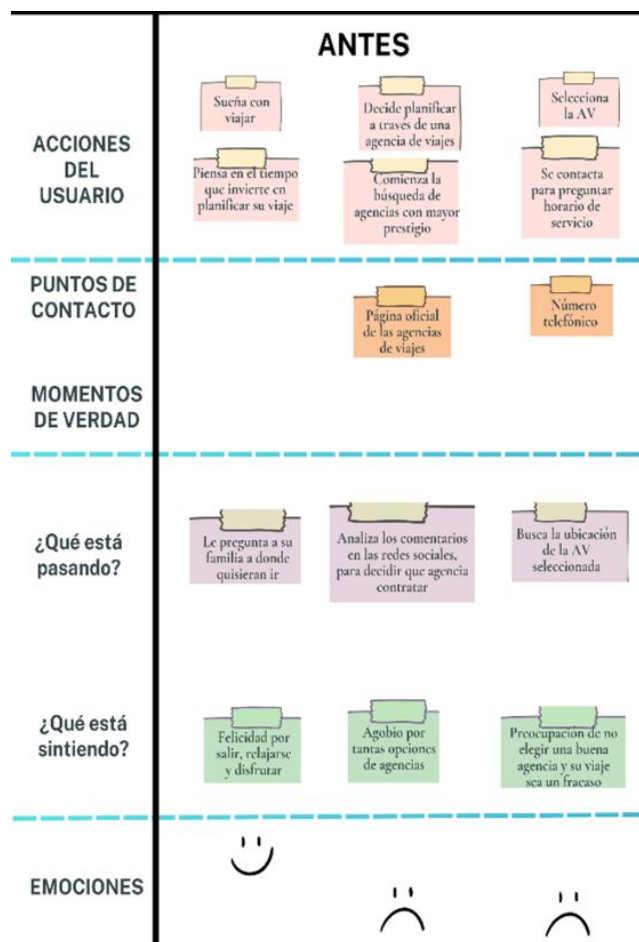 ANTES
ACCIONES
DEL
USUARIO
Sueña con
viajar
Decide planificar
a través de una
agencia de viajes
Selecciona
la AV
Piensa en el tiempo
que invierte en
planificar su viaje
Comienza la
búsqueda de
agencias con mayor
prestigio
Se contacta
para preguntar
horario de
servicio
PUNTOS DE
CONTACTO
Página oficial
de las agencias
de viajes
Número
telefónico
MOMENTOS
DE VERDAD
¿Qué está
pasando?
Le pregunta a su
familia a donde
quisieran ir
Analiza los comentarios
en las redes sociales,
para decidir que agencia
contratar
Busca la ubicación
de la AV
seleccionada
¿Qué está
sintiendo?
Felicidad por
salir, relajarse
y disfrutar
Agobio por
tantas opciones
de agencias
Preocupación de no
elegir una buena
agencia y su viaje
sea un fracaso
EMOCIONES